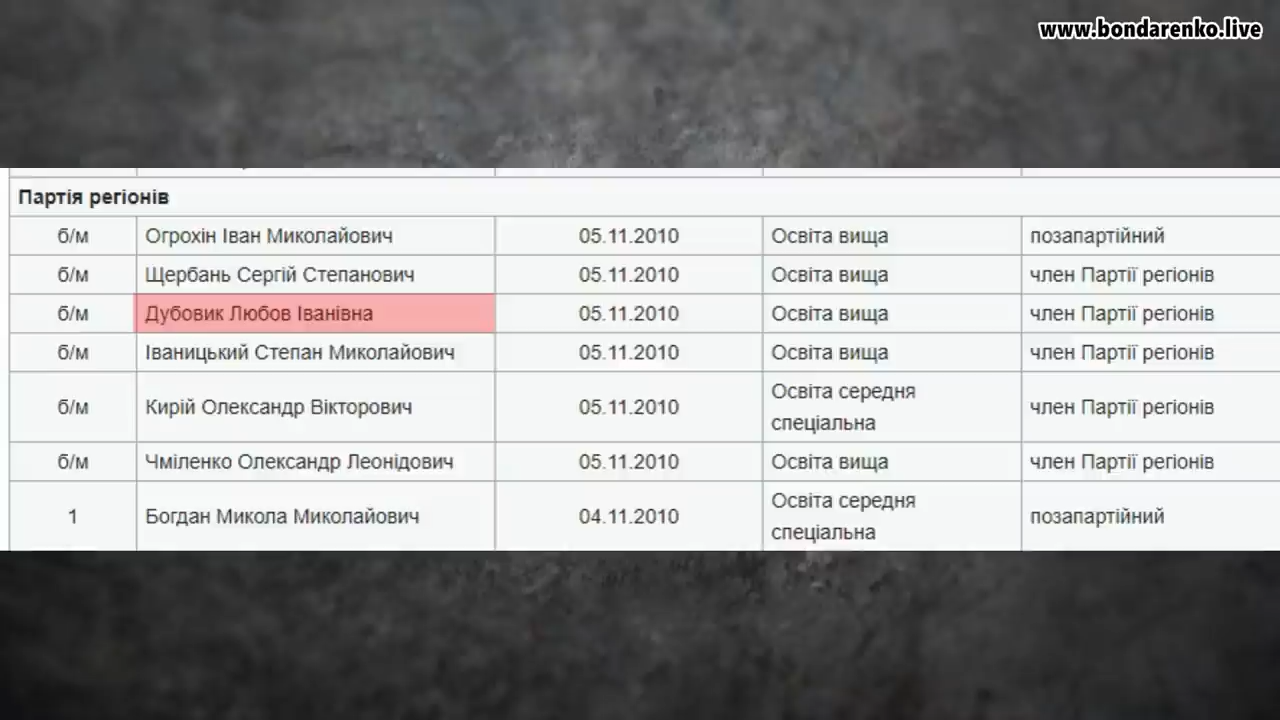 www.bondarenko.live
Партія регіонів
б/м Огрохін Іван Миколайович 05.11.2010 Освіта вища позапартійний
б/м Щербань Сергій Степанович 05.11.2010 Освіта вища член Партії регіонів
б/м Дубовик Любов Іванівна 05.11.2010 Освіта вища член Партії регіонів
б/м Іваницький Степан Миколайович 05.11.2010 Освіта вища член Партії регіонів
б/м Кирій Олександр Вікторович 05.11.2010 Освіта середня спеціальна член Партії регіонів
б/м Чміленко Олександр Леонідович 05.11.2010 Освіта вища член Партії регіонів
1 Богдан Микола Миколайович 04.11.2010 Освіта середня спеціальна позапартійний